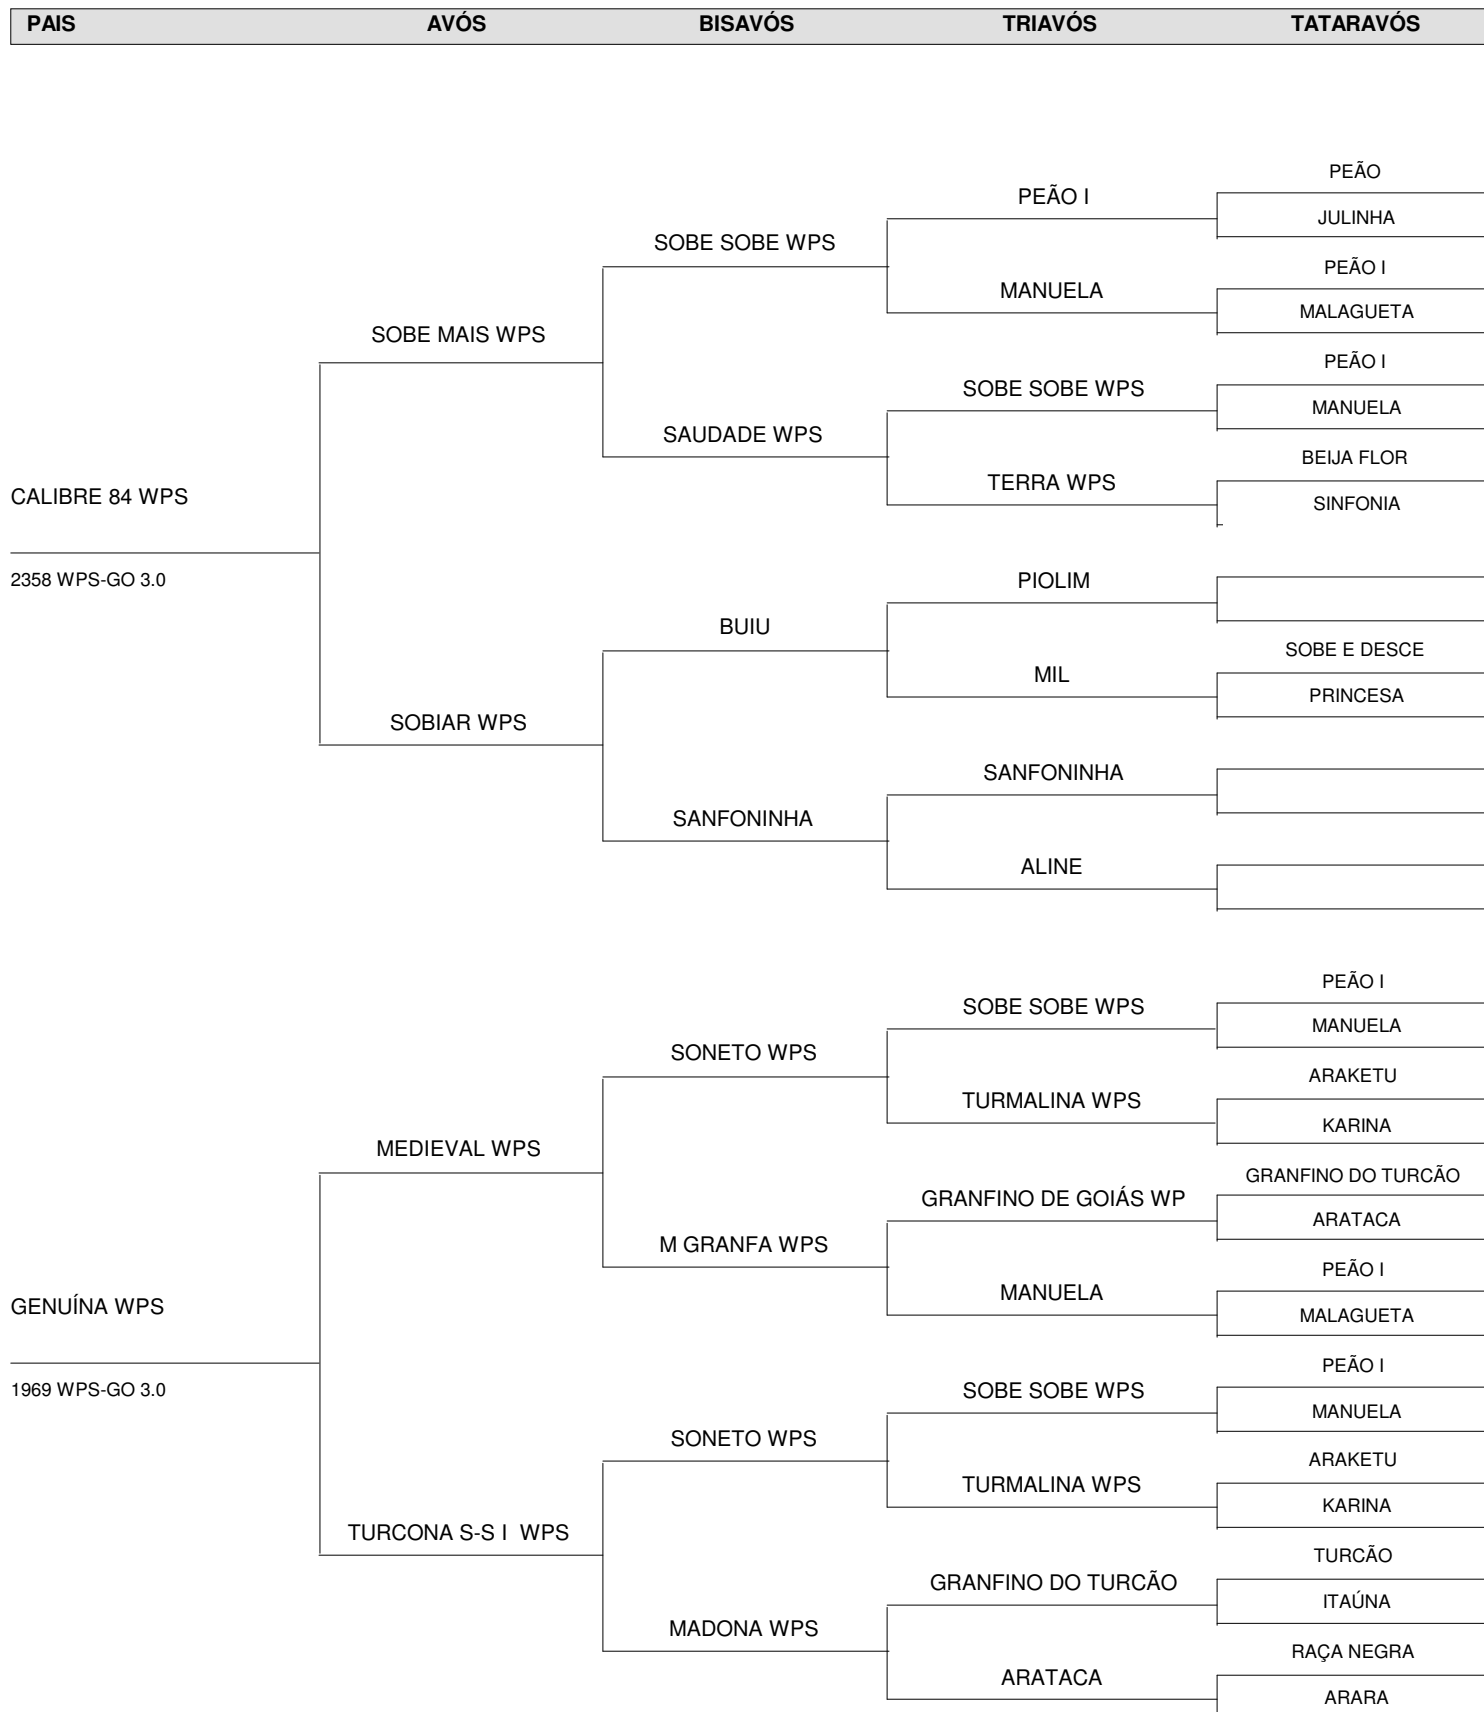 PAIS AVÓS BISAVÓS TRIAVÓS TATARAVÓS
PEÃO
PEÃO I
JULINHA
SOBE SOBE WPS
PEÃO I
MANUELA
MALAGUETA
SOBE MAIS WPS
PEÃO I
SOBE SOBE WPS
MANUELA
SAUDADE WPS
BEIJA FLOR
TERRA WPS
CALIBRE 84 WPS
SINFONIA
2358 WPS-GO 3.0
PIOLIM
BUIU
SOBE E DESCE
MIL
PRINCESA
SOBIAR WPS
SANFONINHA
SANFONINHA
ALINE
PEÃO I
SOBE SOBE WPS
MANUELA
SONETO WPS
ARAKETU
TURMALINA WPS
KARINA
MEDIEVAL WPS
GRANFINO DO TURCÃO
GRANFINO DE GOIÁS WP
ARATACA
M GRANFA WPS
PEÃO I
MANUELA
GENUÍNA WPS
MALAGUETA
PEÃO I
1969 WPS-GO 3.0
SOBE SOBE WPS
MANUELA
SONETO WPS
ARAKETU
TURMALINA WPS
KARINA
TURCONA S-S I WPS
TURCÃO
GRANFINO DO TURCÃO
ITAÚNA
MADONA WPS
RAÇA NEGRA
ARATACA
ARARA